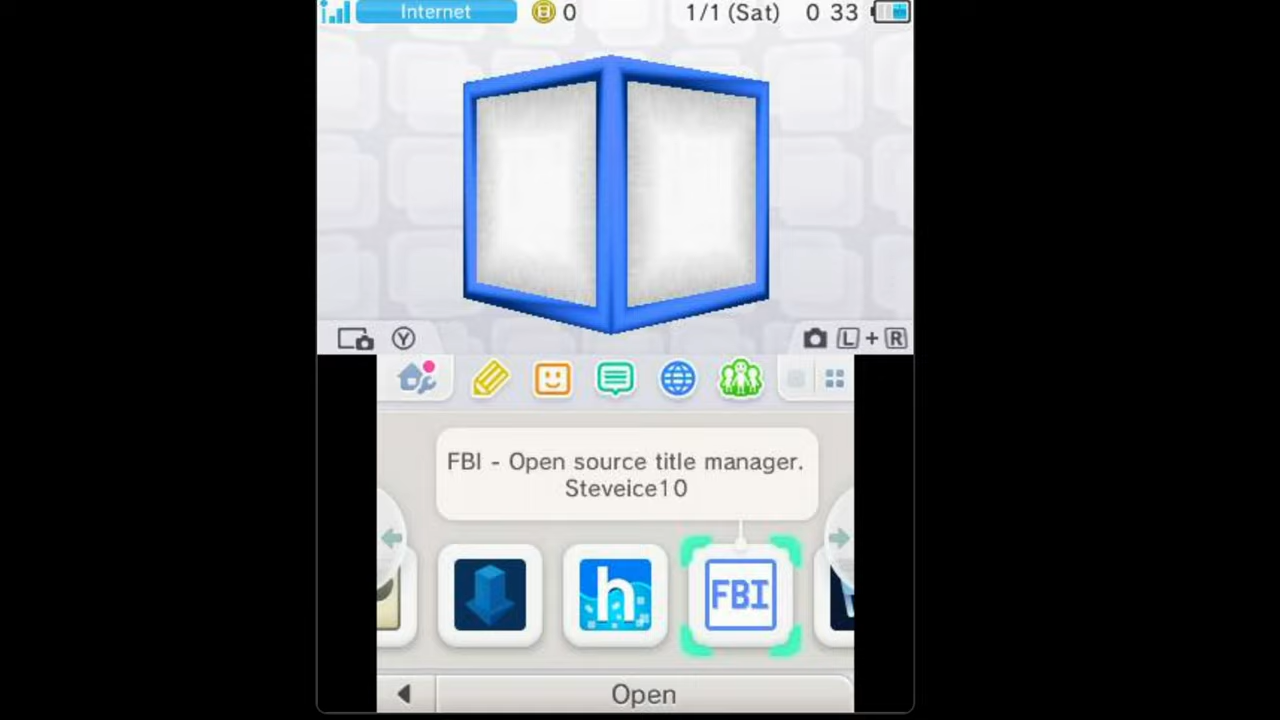 Internet 0 1/1 (Sat) 0 33
Y L + R
FBI - Open source title manager.
Steveice10
h FBI
Open